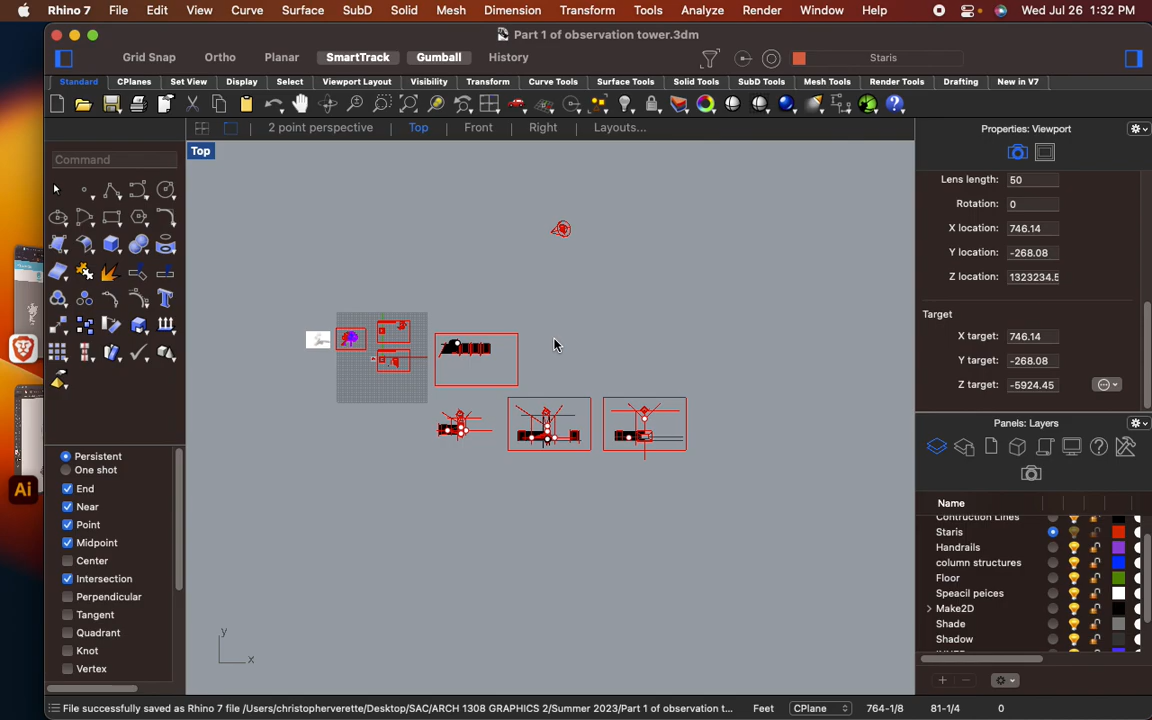 Rhino 7 File Edit View Curve Surface SubD Solid Mesh Dimension Transform Tools Analyze Render Window Help Wed Jul 26 1:32 PM
Part 1 of observation tower.3dm
Grid Snap Ortho Planar SmartTrack Gumball History Staris
Standard CPlanes Set View Display Select Viewport Layout Visibility Transform Curve Tools Surface Tools Solid Tools SubD Tools Mesh Tools Render Tools Drafting New in V7
2 point perspective Top Front Right Layouts...
Properties: Viewport
Top
Command
Lens length: 50
Rotation: 0
X location: 746.14
Y location: -268.08
Z location: 1323234.5
Target
X target: 746.14
Y target: -268.08
Z target: -5924.45
Panels: Layers
Name
Contruction Lines
Staris
Handrails
column structures
Floor
Speacil peices
Make2D
Shade
Shadow
Persistent
One shot
End
Near
Point
Midpoint
Center
Intersection
Perpendicular
Tangent
Quadrant
Knot
Vertex
Ai
y
x
File successfully saved as Rhino 7 file /Users/christopherverette/Desktop/SAC/ARCH 1308 GRAPHICS 2/Summer 2023/Part 1 of observation t... Feet CPlane 764-1/8 81-1/4 0